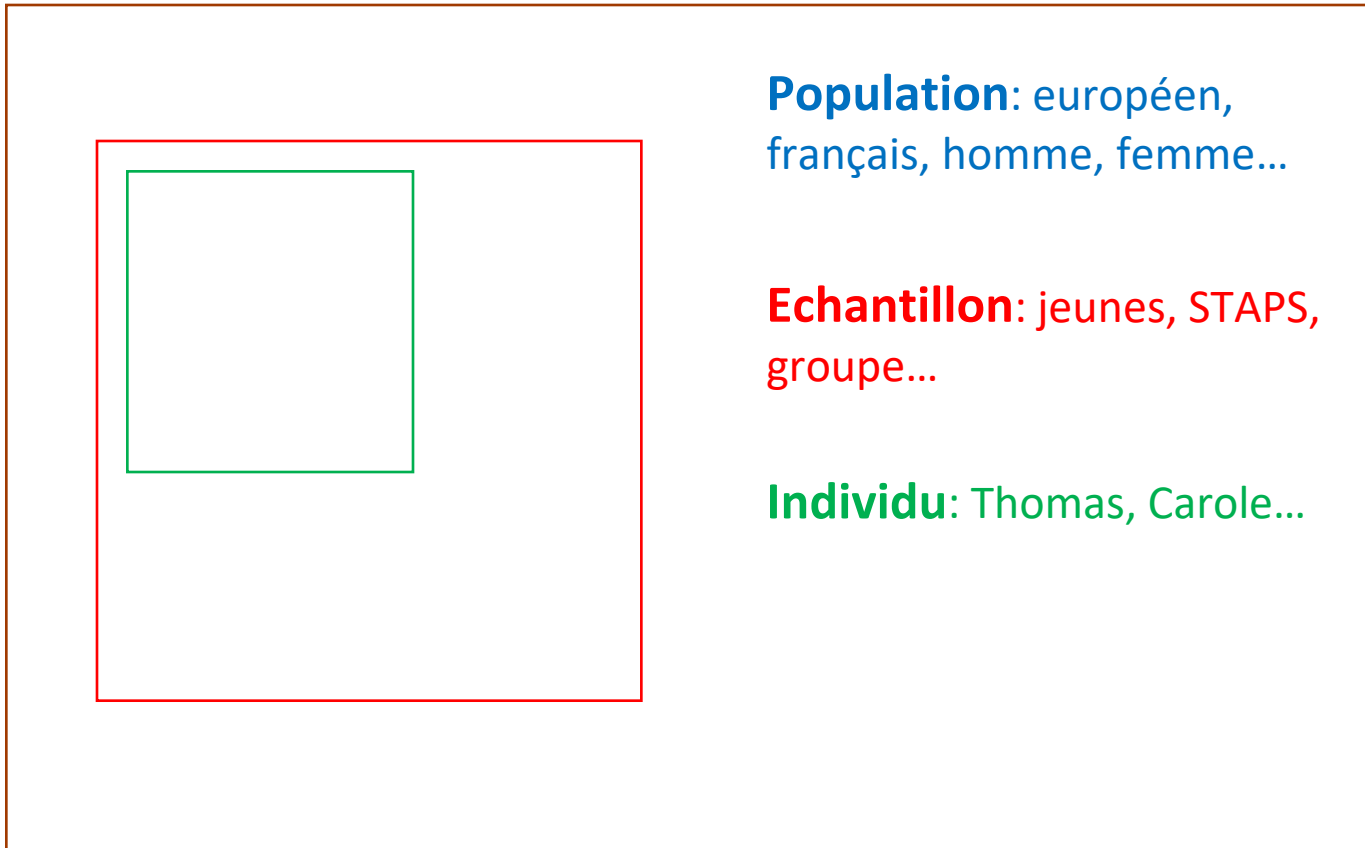 Population: européen,
français, homme, femme…
Echantillon: jeunes, STAPS,
groupe…
Individu: Thomas, Carole…